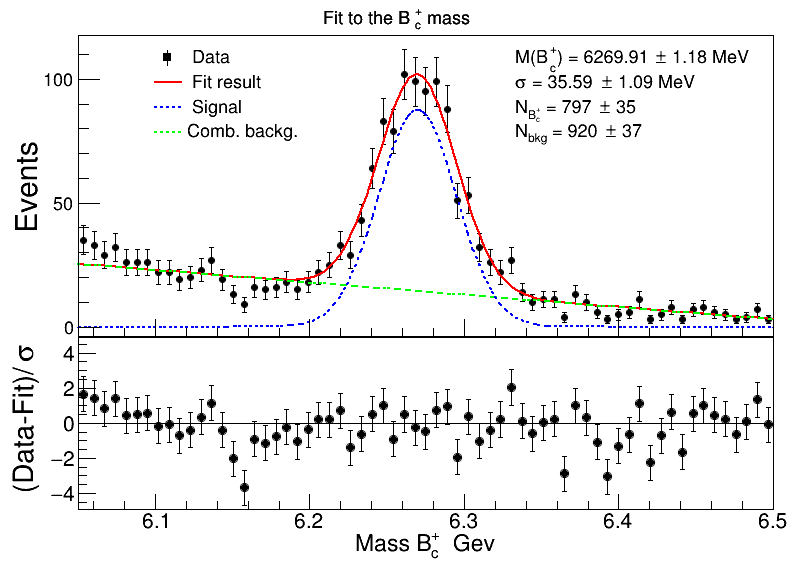 Fit to the B_c^+ mass
Data
Fit result
Signal
Comb. backg.
M(B_c^+) = 6269.91 ± 1.18 MeV
σ = 35.59 ± 1.09 MeV
N_{B_c^+} = 797 ± 35
N_{bkg} = 920 ± 37
Events
100
50
0
(Data-Fit)/σ
4
2
0
−2
−4
6.1 6.2 6.3 6.4 6.5
Mass B_c^+ Gev